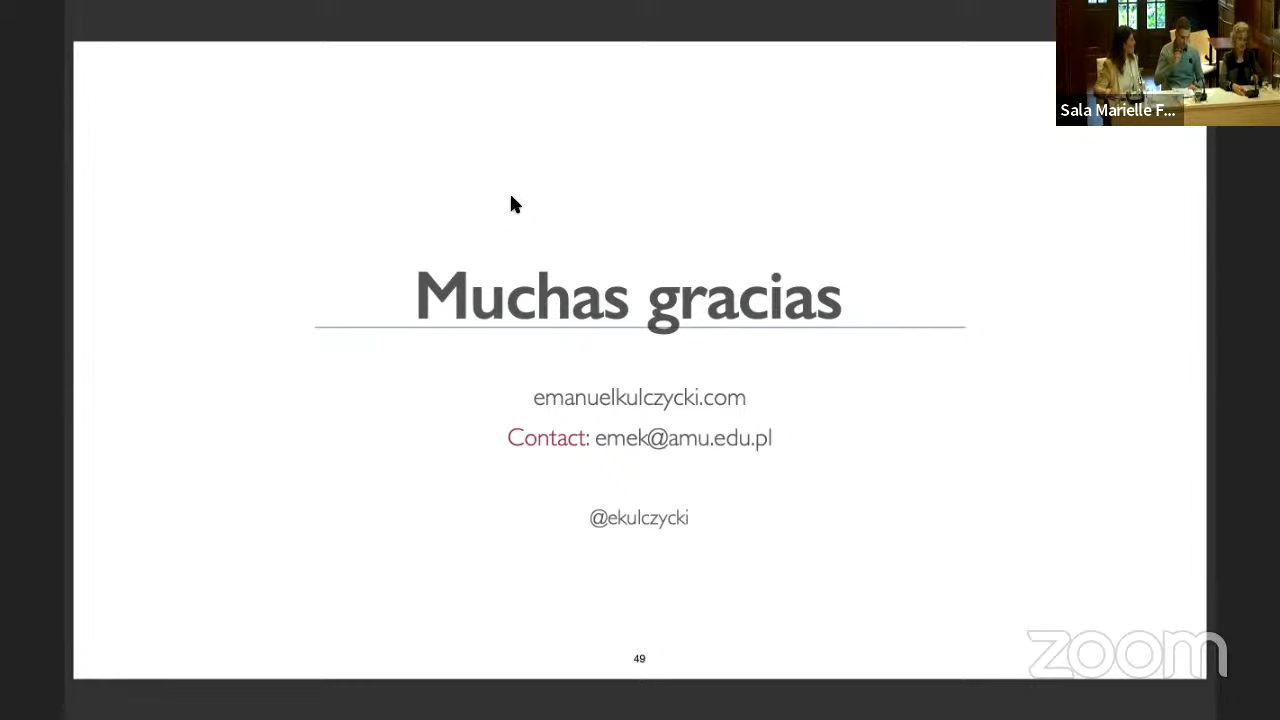 Sala Marielle F...
Muchas gracias
emanuelkulczycki.com
Contact: emek@amu.edu.pl
@ekulczycki
49
zoom